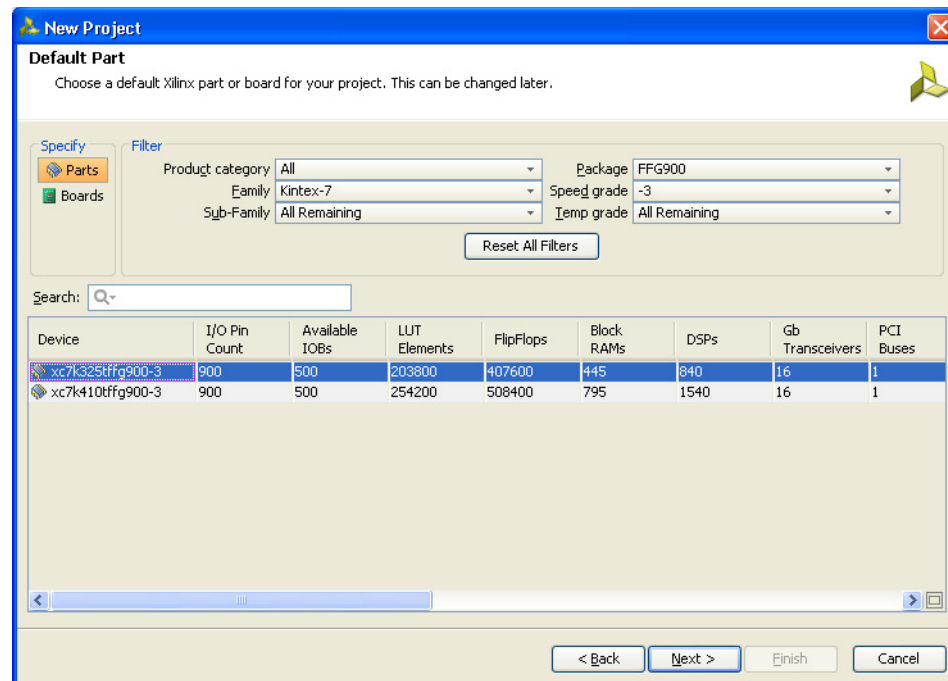 New Project
Default Part
Choose a default Xilinx part or board for your project. This can be changed later.
Specify
Filter
Parts
Boards
Product category All
Package FFG900
Family Kintex-7
Speed grade -3
Sub-Family All Remaining
Temp grade All Remaining
Reset All Filters
Search:
Device I/O Pin Count Available IOBs LUT Elements FlipFlops Block RAMs DSPs Gb Transceivers PCI Buses
xc7k325tffg900-3 900 500 203800 407600 445 840 16 1
xc7k410tffg900-3 900 500 254200 508400 795 1540 16 1
< Back Next > Finish Cancel